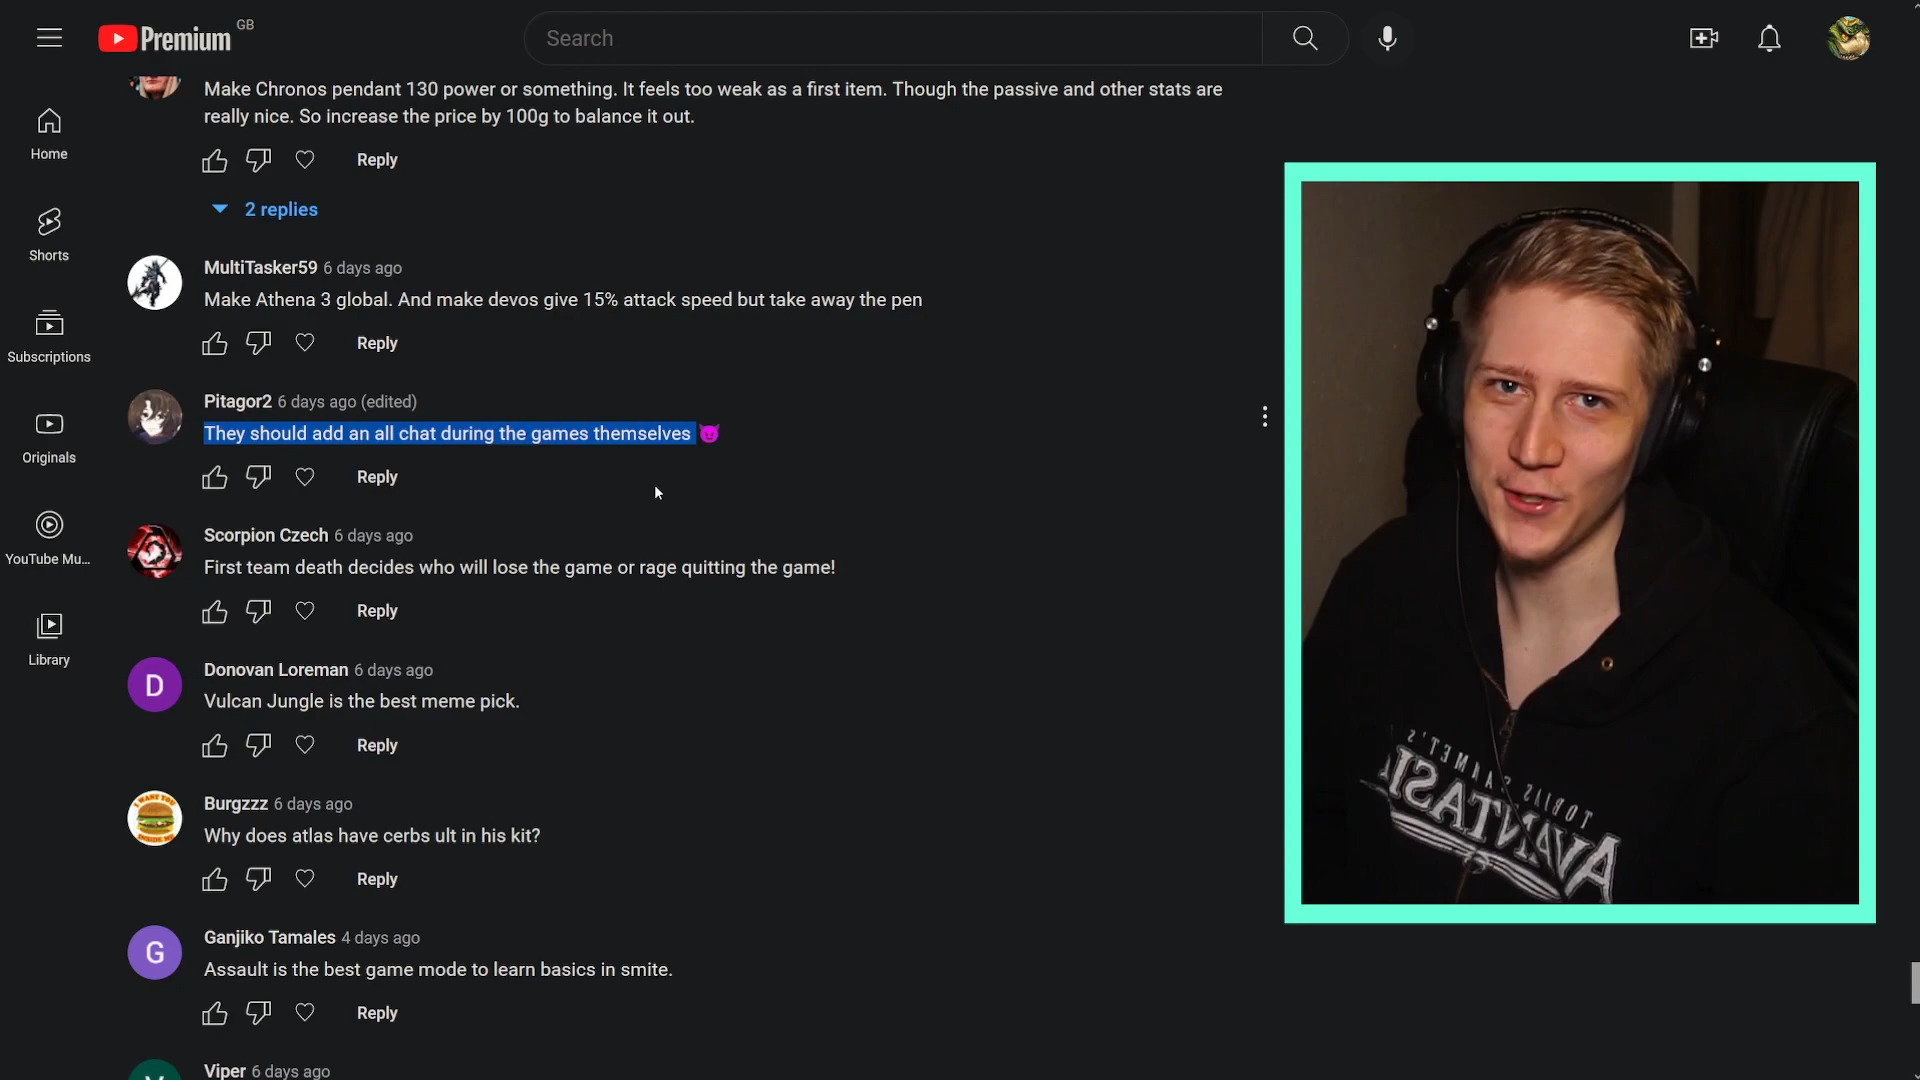 Premium GB
Search
Home
Shorts
Subscriptions
Originals
YouTube Mu...
Library
Make Chronos pendant 130 power or something. It feels too weak as a first item. Though the passive and other stats are
really nice. So increase the price by 100g to balance it out.
Reply
2 replies
MultiTasker59 6 days ago
Make Athena 3 global. And make devos give 15% attack speed but take away the pen
Reply
Pitagor2 6 days ago (edited)
They should add an all chat during the games themselves 😈
Reply
Scorpion Czech 6 days ago
First team death decides who will lose the game or rage quitting the game!
Reply
D
Donovan Loreman 6 days ago
Vulcan Jungle is the best meme pick.
Reply
I WANT YOU
INSIDE ME
Burgzzz 6 days ago
Why does atlas have cerbs ult in his kit?
Reply
G
Ganjiko Tamales 4 days ago
Assault is the best game mode to learn basics in smite.
Reply
Viper 6 days ago
TOBIAS SAMMET'S
AVANTASIA